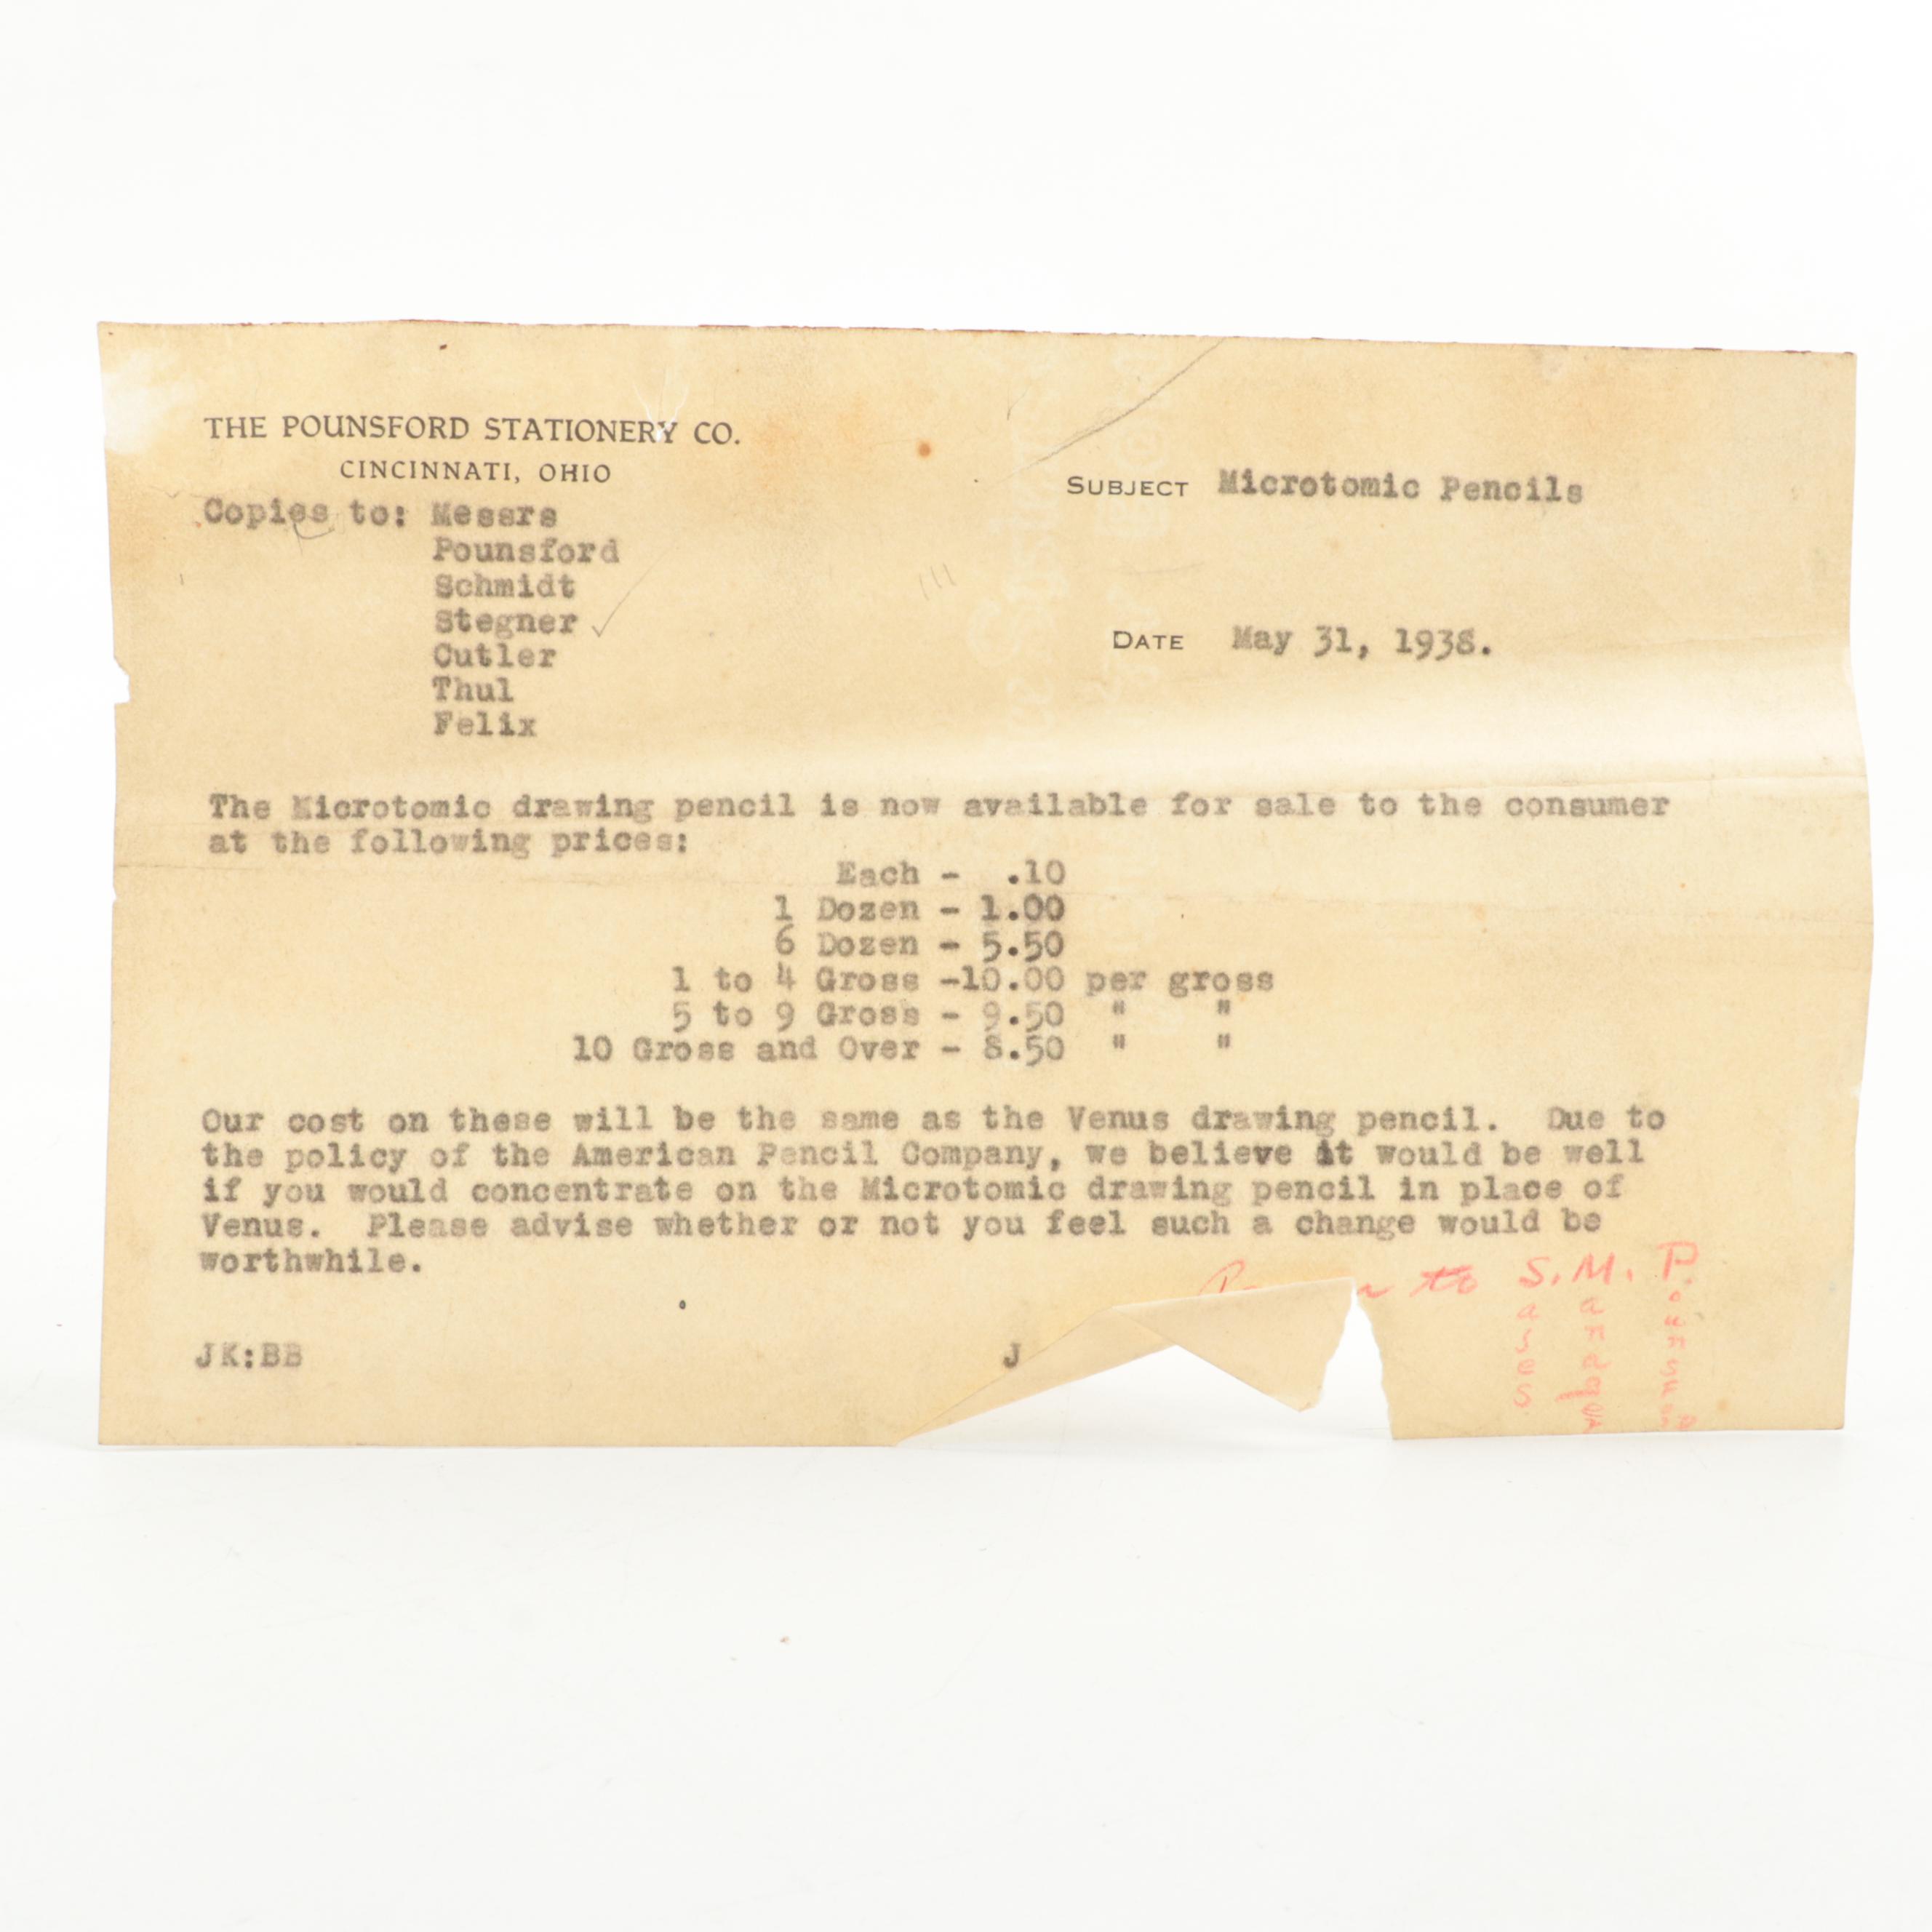 THE POUNSFORD STATIONERY CO.
CINCINNATI, OHIO
SUBJECT Microtomic Pencils
Copies to: Messrs
Pounsford
Schmidt
Stegner
Cutler
Thul
Felix
DATE May 31, 1938.
The Microtomic drawing pencil is now available for sale to the consumer
at the following prices:
Each - .10
1 Dozen - 1.00
6 Dozen - 5.50
1 to 4 Gross -10.00 per gross
5 to 9 Gross - 9.50 " "
10 Gross and Over - 8.50 " "
Our cost on these will be the same as the Venus drawing pencil. Due to
the policy of the American Pencil Company, we believe it would be well
if you would concentrate on the Microtomic drawing pencil in place of
Venus. Please advise whether or not you feel such a change would be
worthwhile.
to S.M.P.
JK:BB J